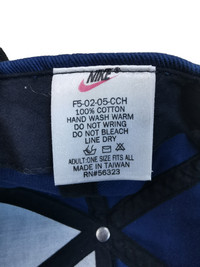 NIKE®
F5-02-05-CCH
100% COTTON
HAND WASH WARM
DO NOT WRING
DO NOT BLEACH
LINE DRY
ADULT:ONE SIZE FITS ALL
MADE IN TAIWAN
RN#56323